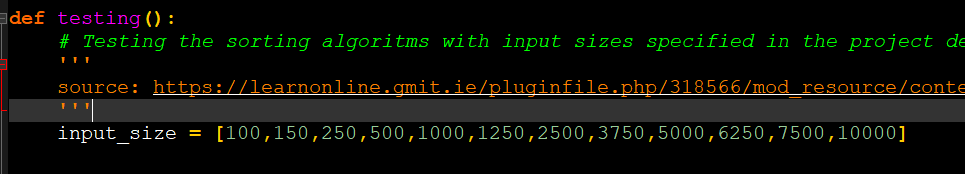 def testing():
# Testing the sorting algoritms with input sizes specified in the project de
'''
source: https://learnonline.gmit.ie/pluginfile.php/318566/mod_resource/conte
'''
input_size = [100,150,250,500,1000,1250,2500,3750,5000,6250,7500,10000]